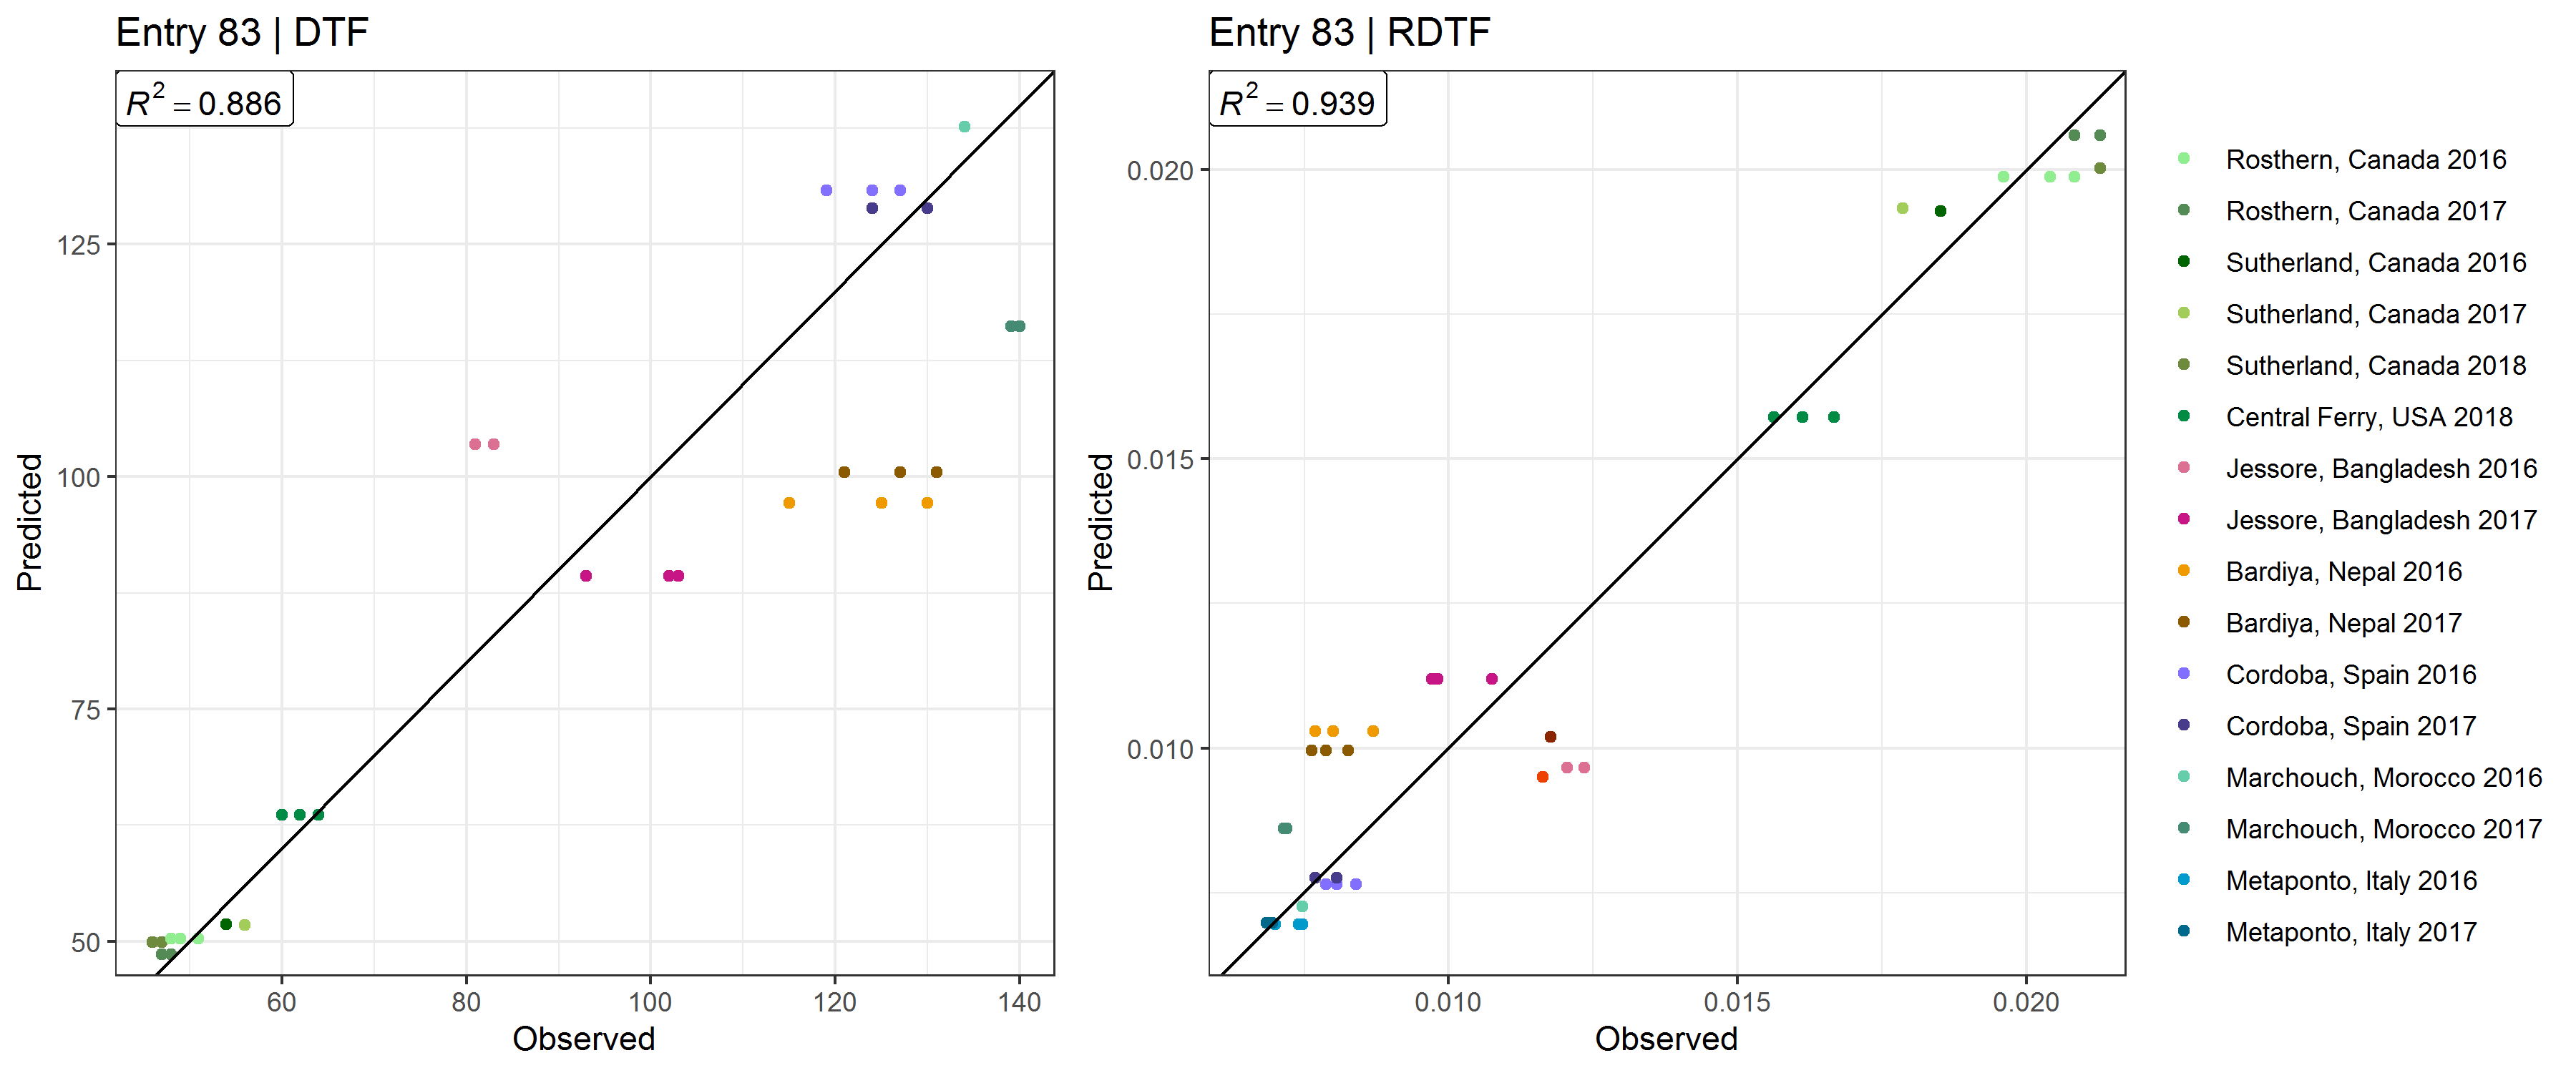 Entry 83 | DTF
R² = 0.886
125
100
75
50
Predicted
60 80 100 120 140
Observed
Entry 83 | RDTF
R² = 0.939
0.020
0.015
0.010
Predicted
0.010 0.015 0.020
Observed
Rosthern, Canada 2016
Rosthern, Canada 2017
Sutherland, Canada 2016
Sutherland, Canada 2017
Sutherland, Canada 2018
Central Ferry, USA 2018
Jessore, Bangladesh 2016
Jessore, Bangladesh 2017
Bardiya, Nepal 2016
Bardiya, Nepal 2017
Cordoba, Spain 2016
Cordoba, Spain 2017
Marchouch, Morocco 2016
Marchouch, Morocco 2017
Metaponto, Italy 2016
Metaponto, Italy 2017